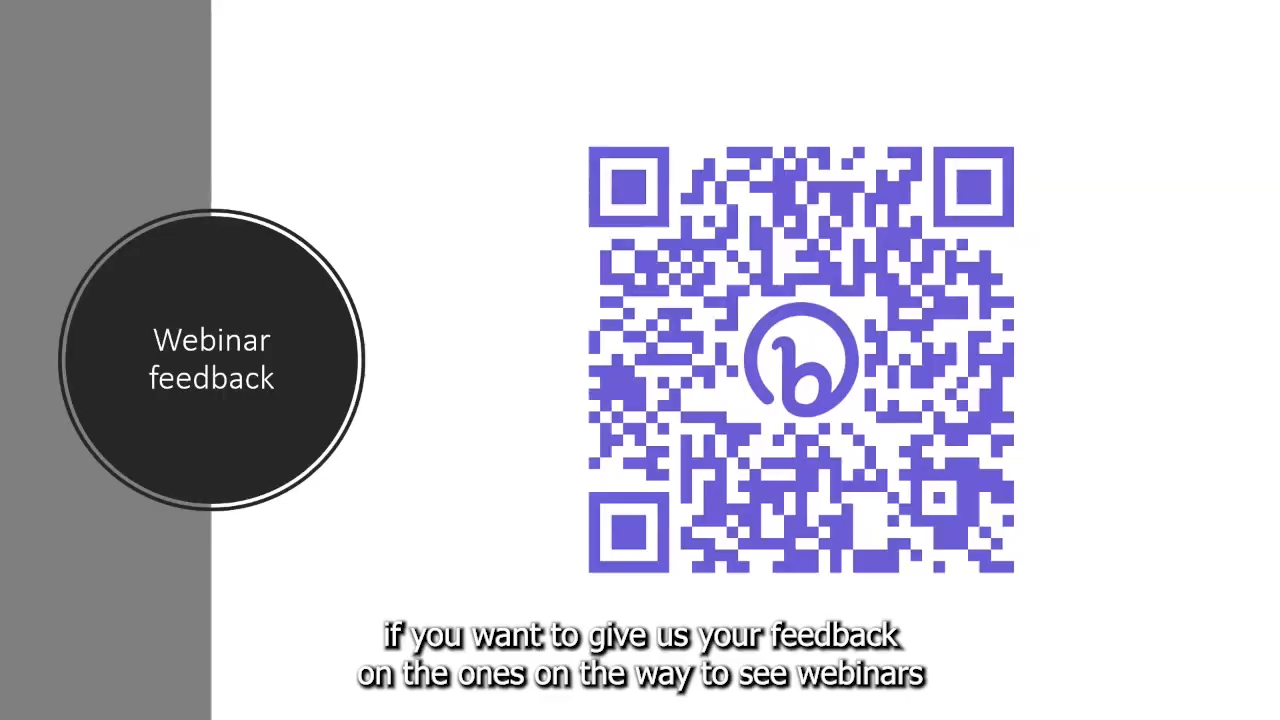 Webinar
feedback
if you want to give us your feedback
on the ones on the way to see webinars